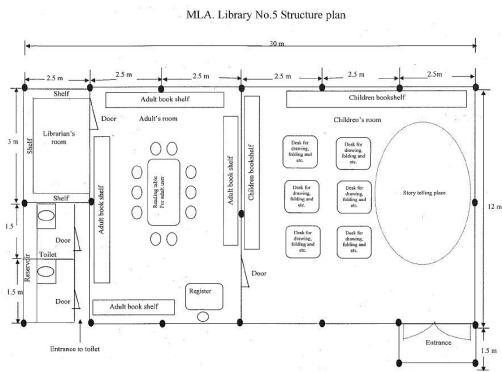 MLA. Library No.5 Structure plan
30 m
2.5 m
2.5 m
2.5 m
2.5 m
2.5 m
2.5m
Shelf
Adult book shelf
Children bookshelf
Door
Adult's room
Children's room
Librarian's
room
Shelf
3 m
Shelf
Adult book shelf
Reading table
For adult user
Adult book shelf
Children bookshelf
Desk for
drawing,
folding and
etc.
Desk for
drawing,
folding and
etc.
Desk for
drawing,
folding and
etc.
Desk for
drawing,
folding and
etc.
Desk for
drawing,
folding and
etc.
Desk for
drawing,
folding and
etc.
Story telling place
12 m
1.5
Door
Toilet
Reservoir
Door
1.5 m
Door
Register
Adult book shelf
Entrance to toilet
Entrance
1.5 m